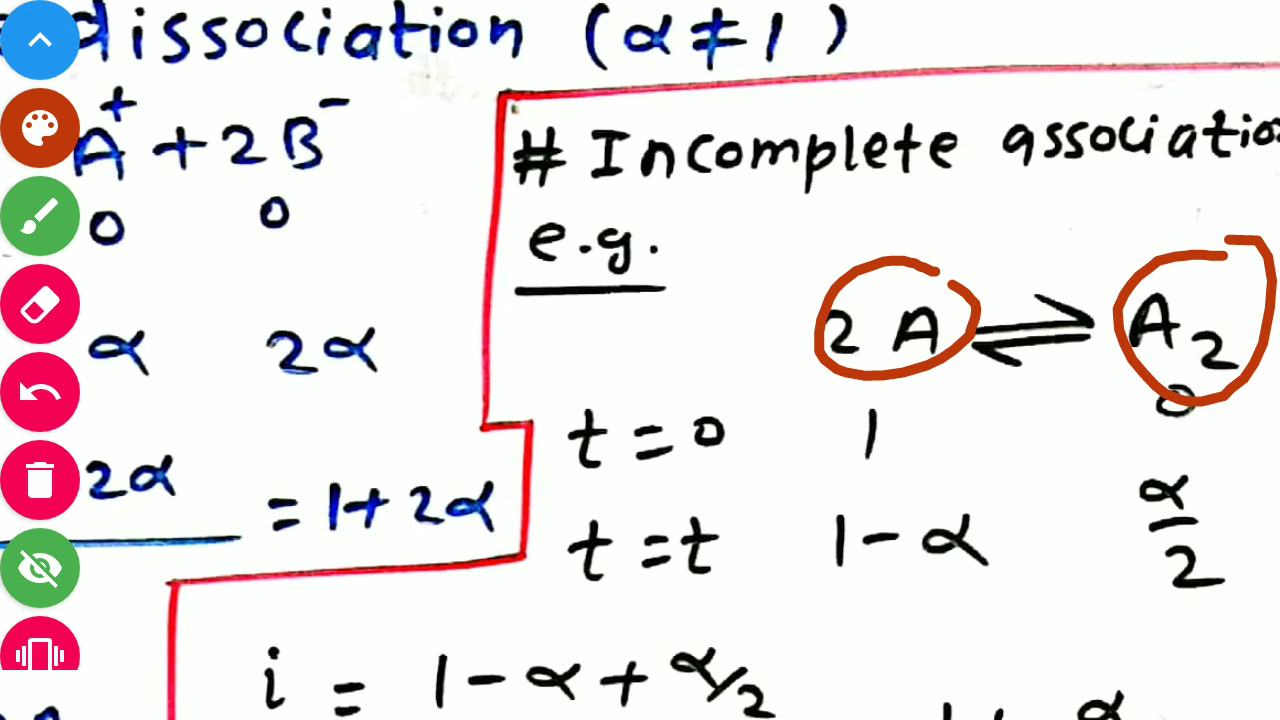 dissociation (α≠1)
A⁺ + 2B⁻
0 0
α 2α
2α = 1+2α
# Incomplete associatio
e.g.
2A ⇌ A₂
t=0 1 0
t=t 1-α α/2
i = 1-α+α/2